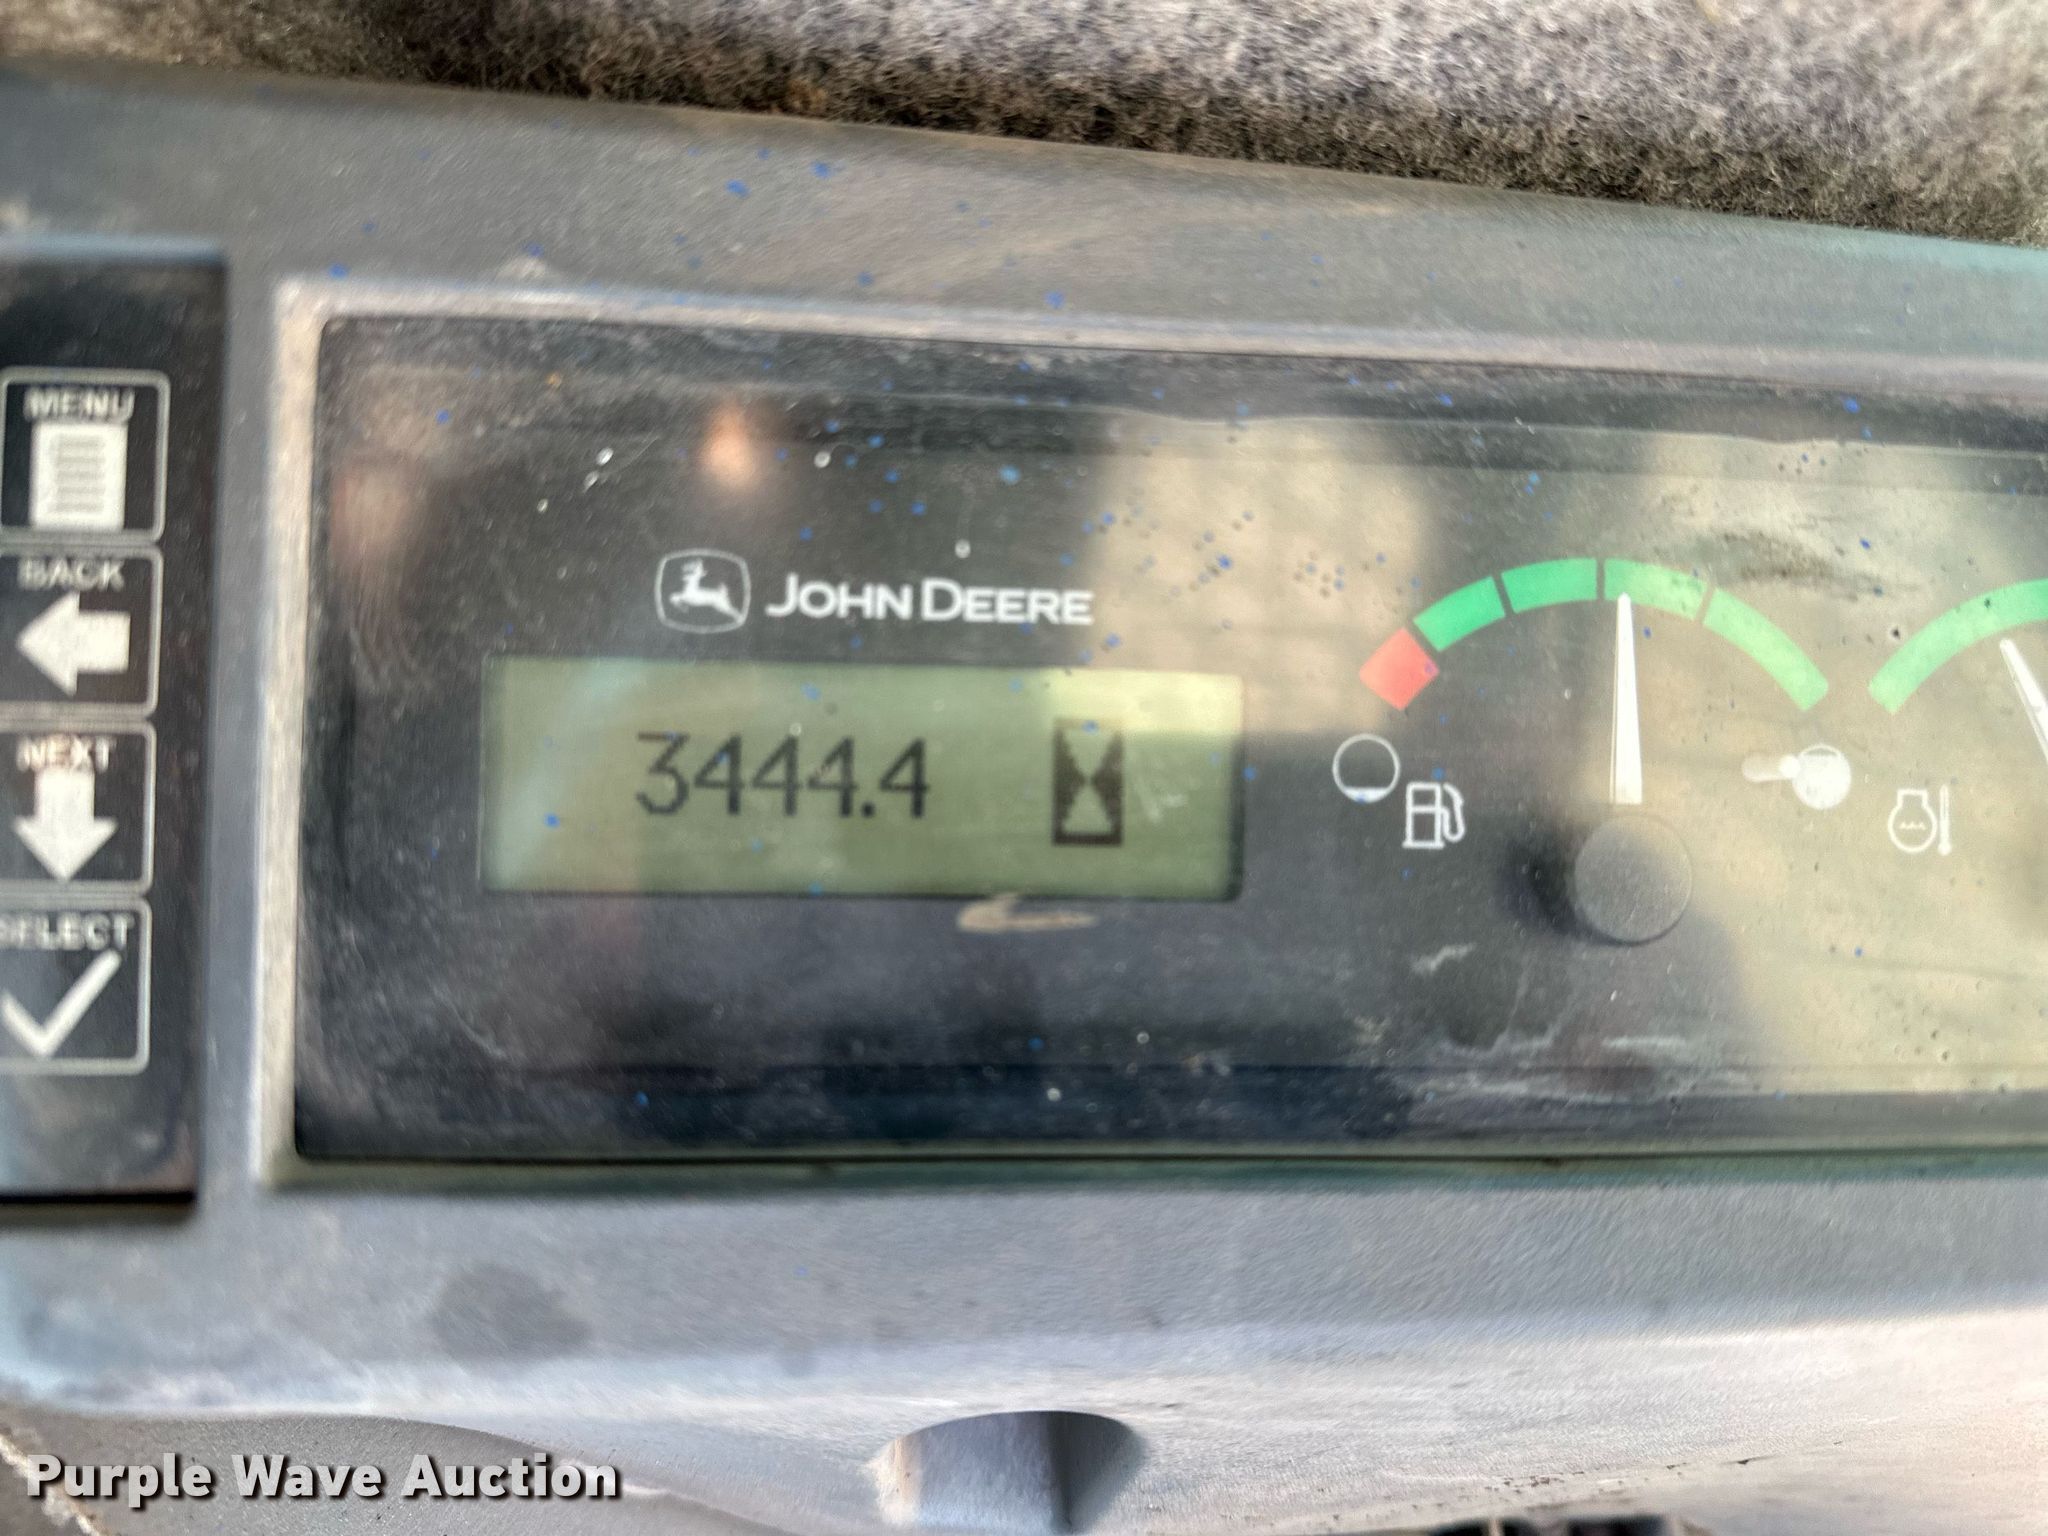 MENU
BACK
NEXT
SELECT
JOHN DEERE
3444.4
Purple Wave Auction